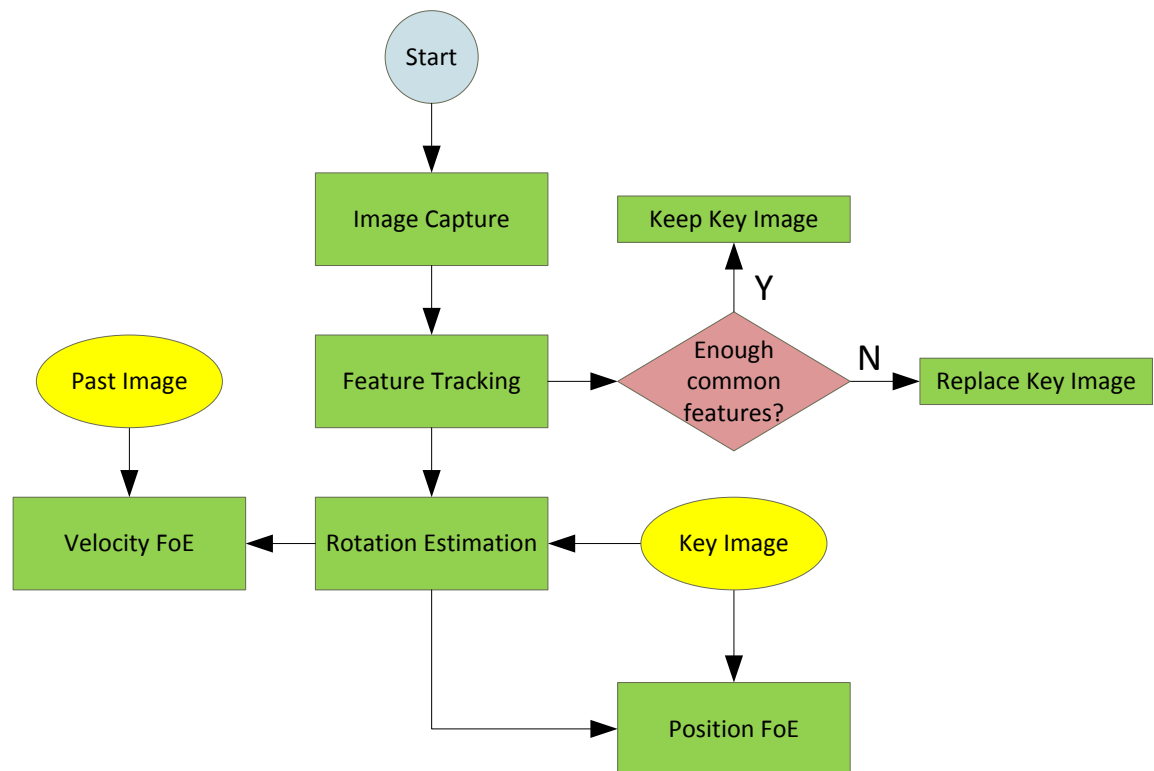 Start
Image Capture
Keep Key Image
Y
Past Image
Feature Tracking
Enough
common
features?
N
Replace Key Image
Velocity FoE
Rotation Estimation
Key Image
Position FoE